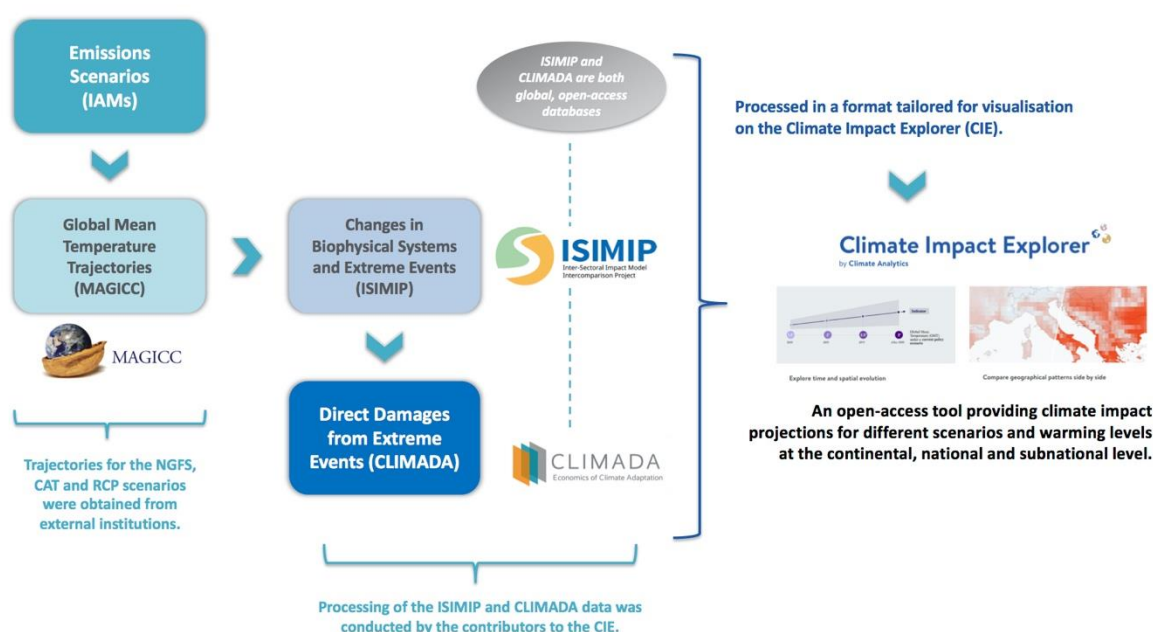 Emissions
Scenarios
(IAMs)
Global Mean
Temperature
Trajectories
(MAGICC)
MAGICC
Trajectories for the NGFS,
CAT and RCP scenarios
were obtained from
external institutions.
Changes in
Biophysical Systems
and Extreme Events
(ISIMIP)
Direct Damages
from Extreme
Events (CLIMADA)
ISIMIP and
CLIMADA are both
global, open-access
databases
ISIMIP
Inter-Sectoral Impact Model
Intercomparison Project
CLIMADA
Economics of Climate Adaptation
Processing of the ISIMIP and CLIMADA data was
conducted by the contributors to the CIE.
Processed in a format tailored for visualisation
on the Climate Impact Explorer (CIE).
Climate Impact Explorer
by Climate Analytics
Explore time and spatial evolution
Compare geographical patterns side by side
An open-access tool providing climate impact
projections for different scenarios and warming levels
at the continental, national and subnational level.